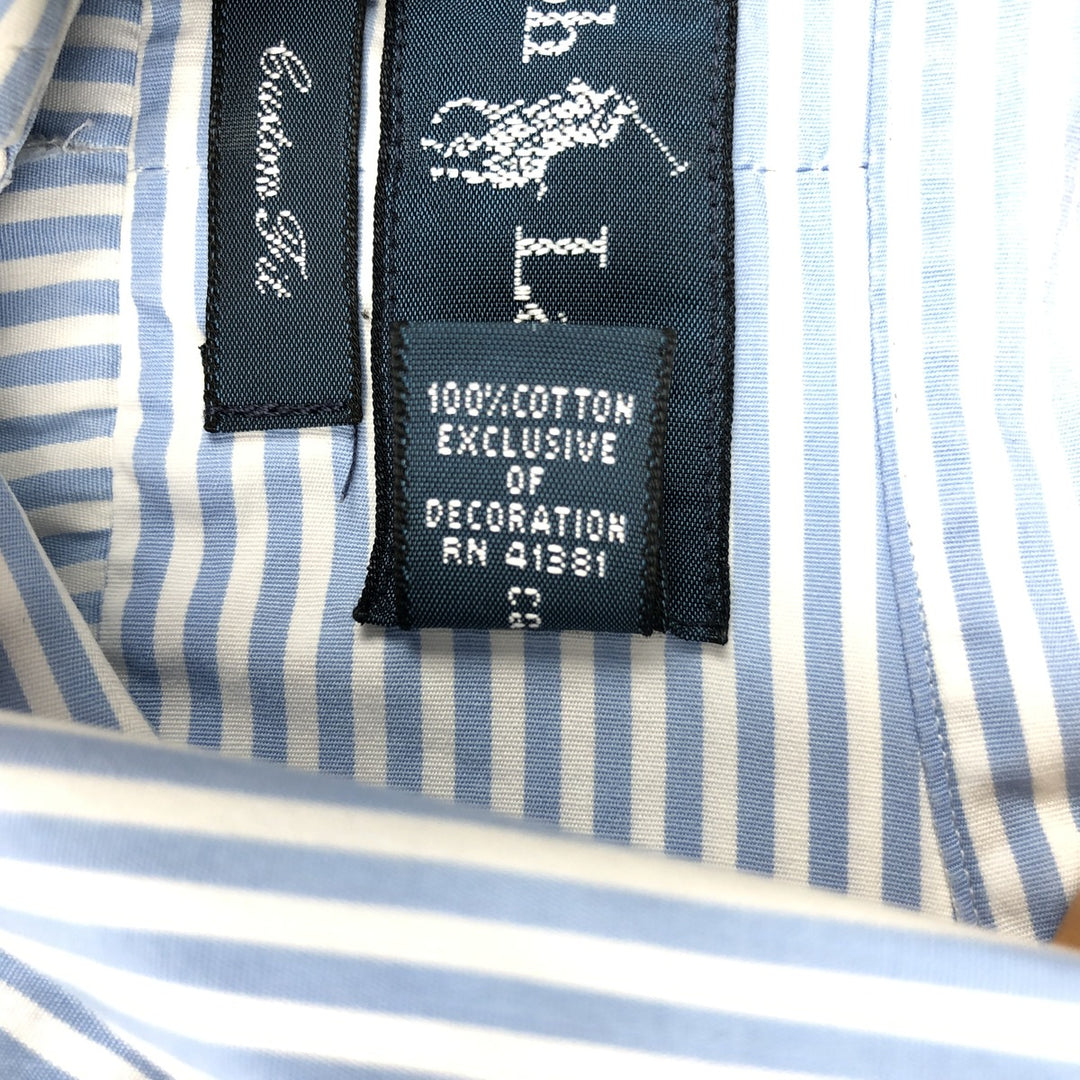 Custom Fit
h L
100% COTTON
EXCLUSIVE
OF
DECORATION
RN 41381